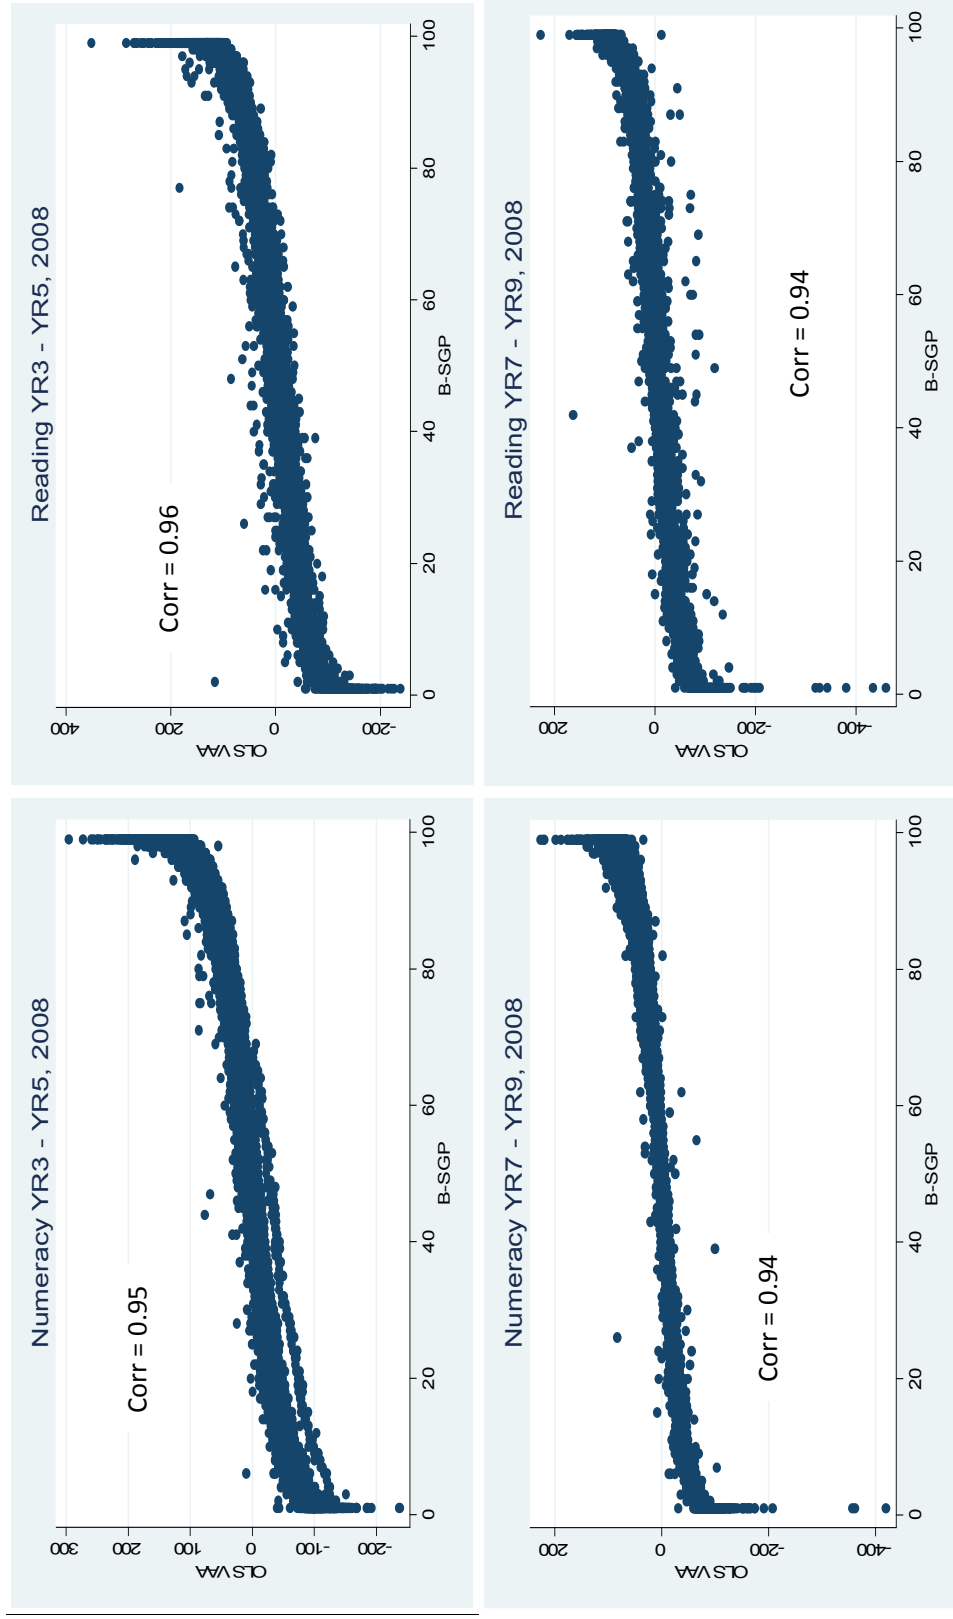 Numeracy YR3 - YR5, 2008
Corr = 0.95
OLS VAA
300
200
100
0
-100
-200
0 20 40 60 80 100
B-SGP
Reading YR3 - YR5, 2008
Corr = 0.96
OLS VAA
400
200
0
-200
0 20 40 60 80 100
B-SGP
Numeracy YR7 - YR9, 2008
Corr = 0.94
OLS VAA
200
0
-200
-400
0 20 40 60 80 100
B-SGP
Reading YR7 - YR9, 2008
Corr = 0.94
OLS VAA
200
0
-200
-400
0 20 40 60 80 100
B-SGP